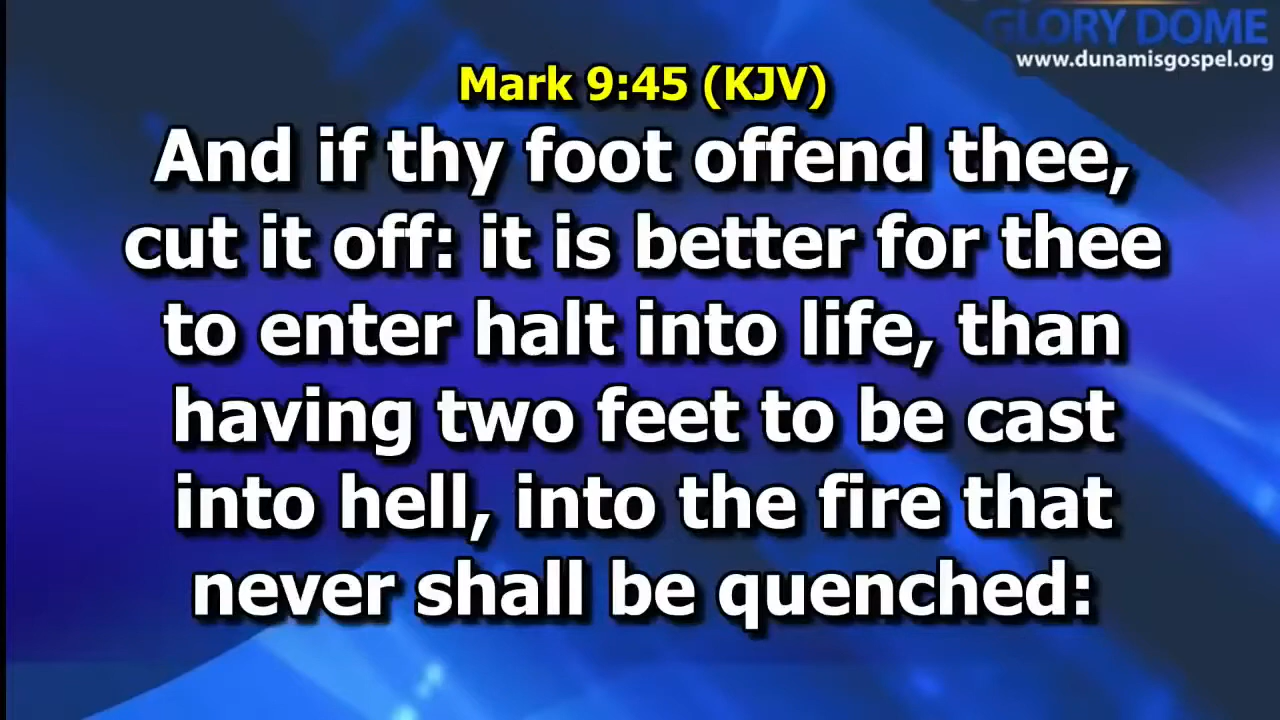 GLORY DOME
www.dunamisgospel.org
Mark 9:45 (KJV)
And if thy foot offend thee,
cut it off: it is better for thee
to enter halt into life, than
having two feet to be cast
into hell, into the fire that
never shall be quenched: